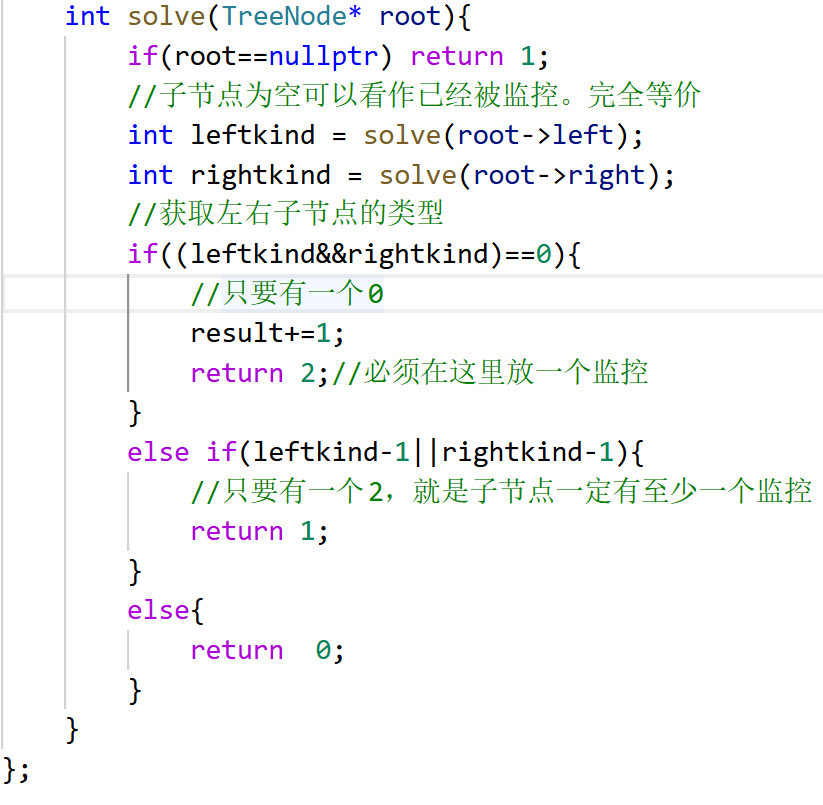 int solve(TreeNode* root){
if(root==nullptr) return 1;
//子节点为空可以看作已经被监控。完全等价
int leftkind = solve(root->left);
int rightkind = solve(root->right);
//获取左右子节点的类型
if((leftkind&&rightkind)==0){
//只要有一个0
result+=1;
return 2;//必须在这里放一个监控
}
else if(leftkind-1||rightkind-1){
//只要有一个2，就是子节点一定有至少一个监控
return 1;
}
else{
return  0;
}
}
};